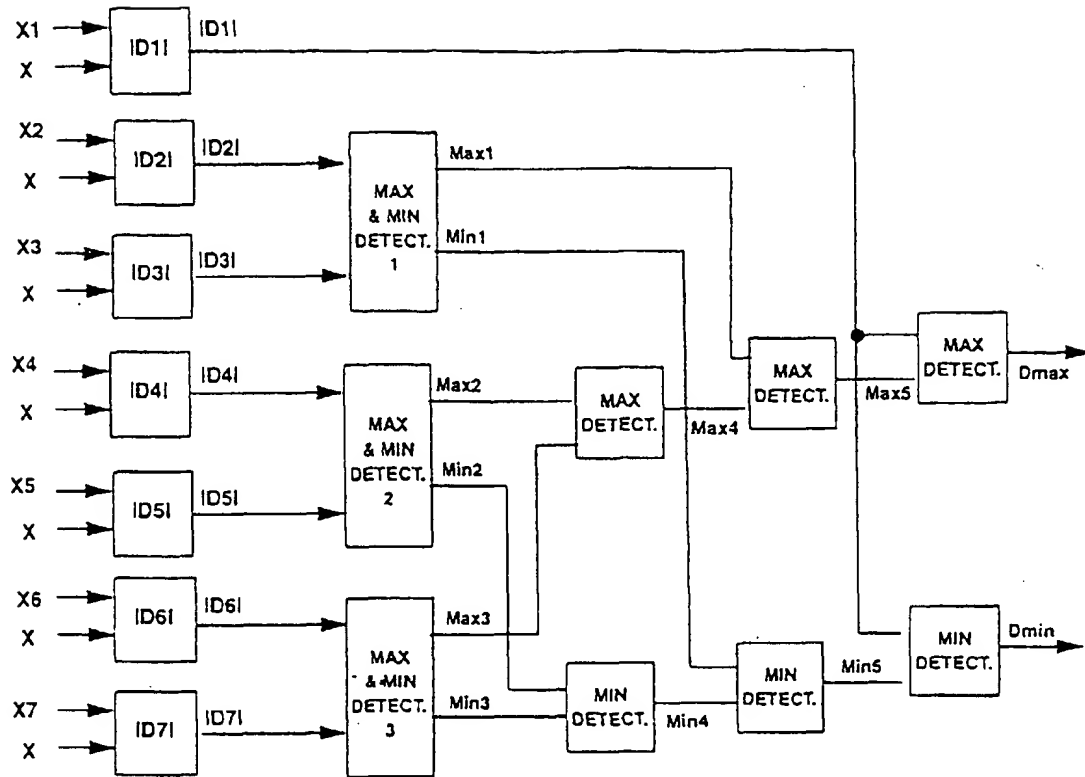 X1
X
|D1|
|D1|
X2
X
|D2|
|D2|
X3
X
|D3|
|D3|
MAX
& MIN
DETECT.
1
Max1
Min1
X4
X
|D4|
|D4|
X5
X
|D5|
|D5|
MAX
& MIN
DETECT.
2
Max2
Min2
X6
X
|D6|
|D6|
X7
X
|D7|
|D7|
MAX
& MIN
DETECT.
3
Max3
Min3
MAX
DETECT.
Max4
MAX
DETECT.
Max5
MAX
DETECT.
Dmax
MIN
DETECT.
Min4
MIN
DETECT.
Min5
MIN
DETECT.
Dmin